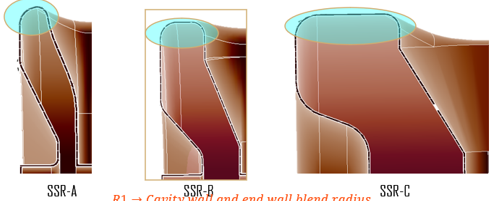 SSR-A SSR-B SSR-C
R1 → Cavity wall and end wall blend radius